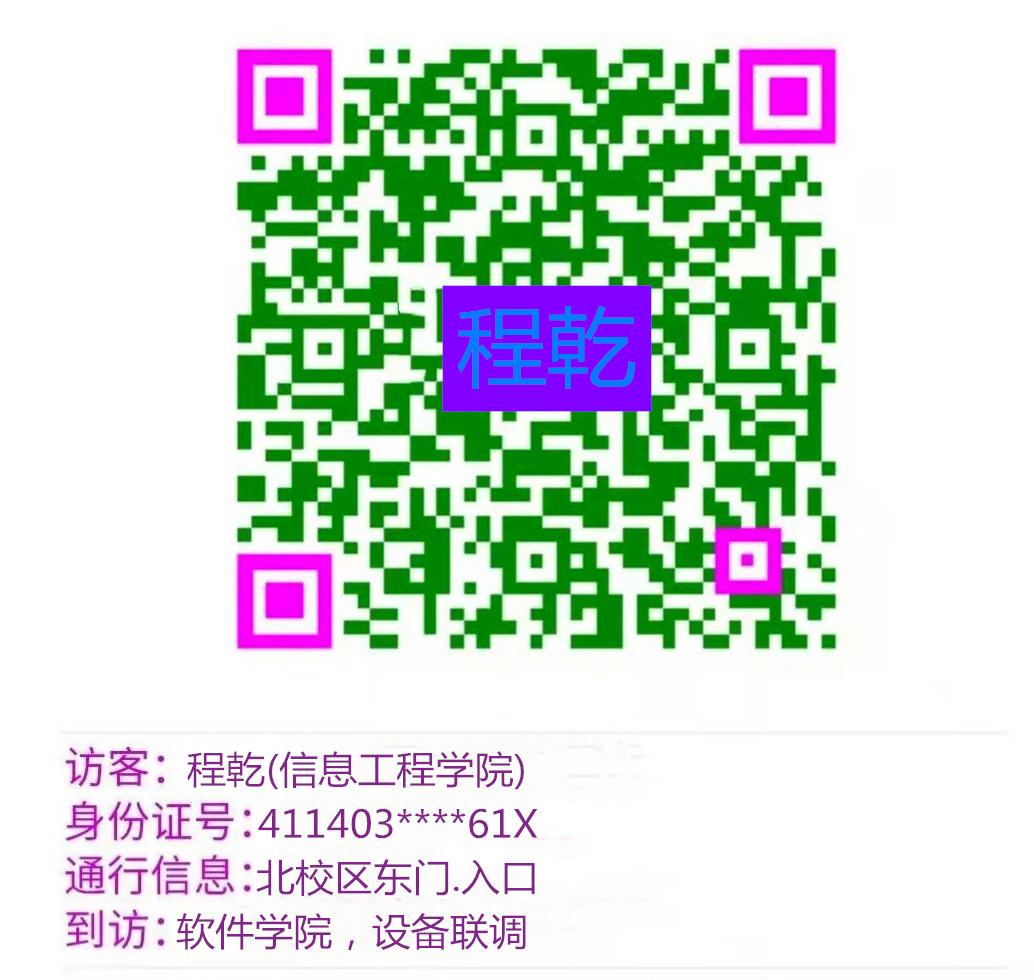 程乾
访客：程乾(信息工程学院)
身份证号：411403****61X
通行信息：北校区东门.入口
到访：软件学院，设备联调